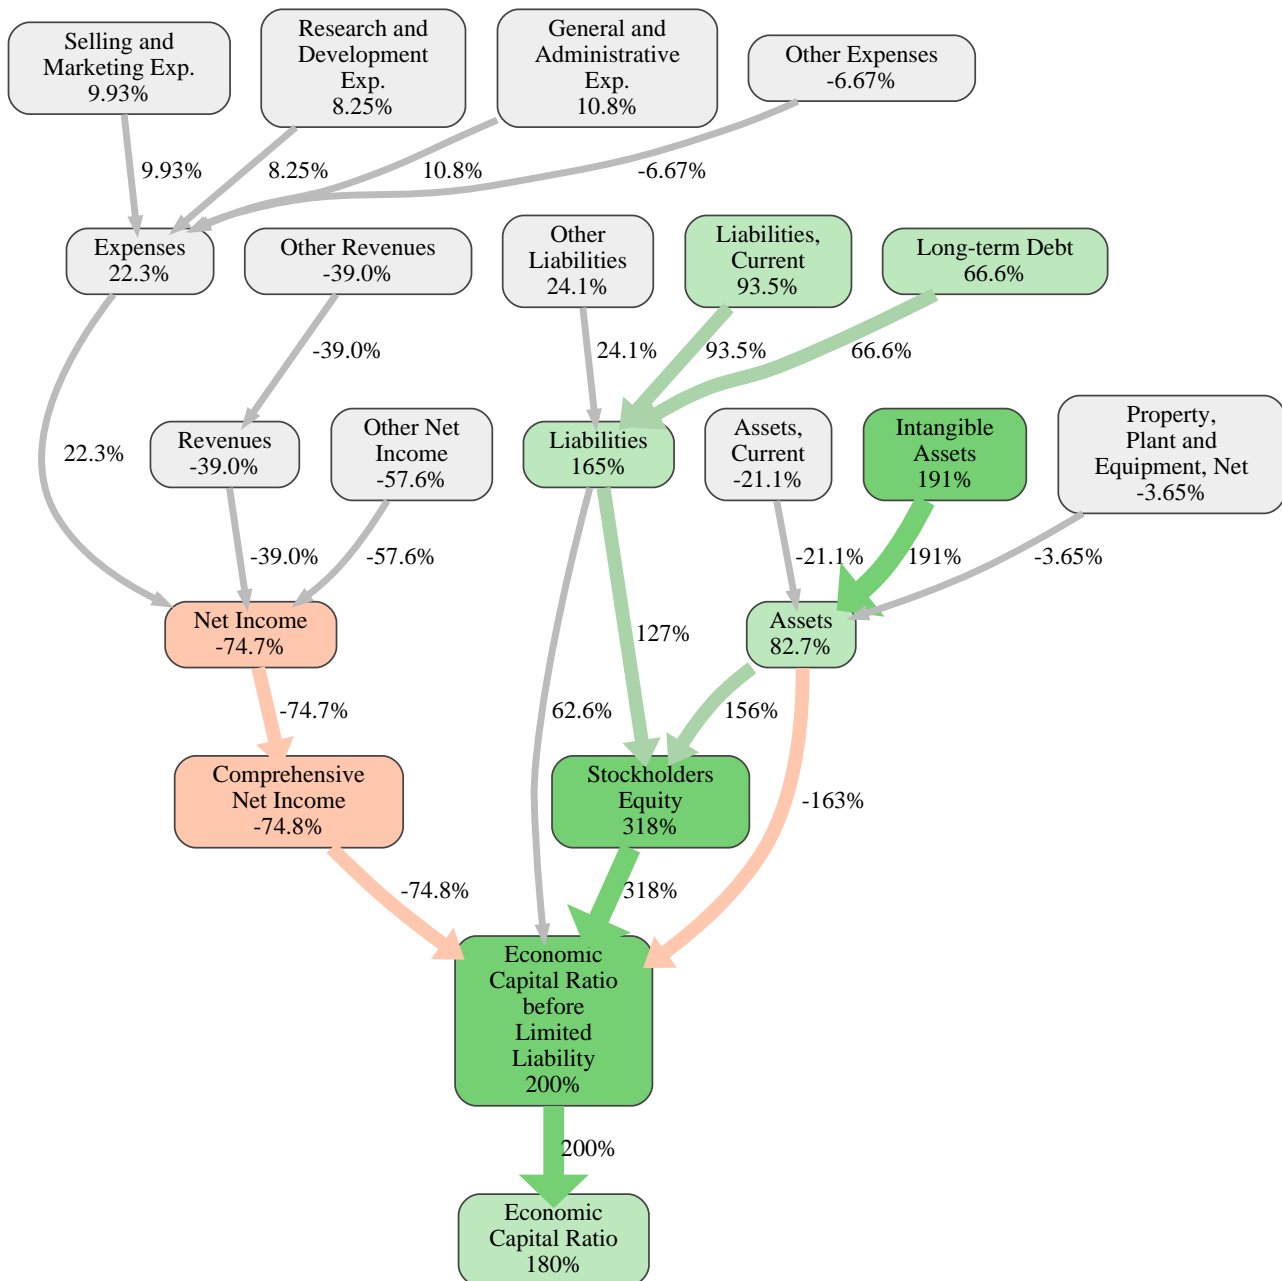 Selling and
Marketing Exp.
9.93%
Research and
Development
Exp.
8.25%
General and
Administrative
Exp.
10.8%
Other Expenses
-6.67%
9.93%
8.25%
10.8%
-6.67%
Expenses
22.3%
Other Revenues
-39.0%
Other
Liabilities
24.1%
Liabilities,
Current
93.5%
Long-term Debt
66.6%
-39.0%
24.1%
93.5%
66.6%
22.3%
Revenues
-39.0%
Other Net
Income
-57.6%
Liabilities
165%
Assets,
Current
-21.1%
Intangible
Assets
191%
Property,
Plant and
Equipment, Net
-3.65%
-39.0%
-57.6%
-21.1%
191%
-3.65%
Net Income
-74.7%
127%
Assets
82.7%
-74.7%
62.6%
156%
Comprehensive
Net Income
-74.8%
Stockholders
Equity
318%
-163%
-74.8%
318%
Economic
Capital Ratio
before
Limited
Liability
200%
200%
Economic
Capital Ratio
180%